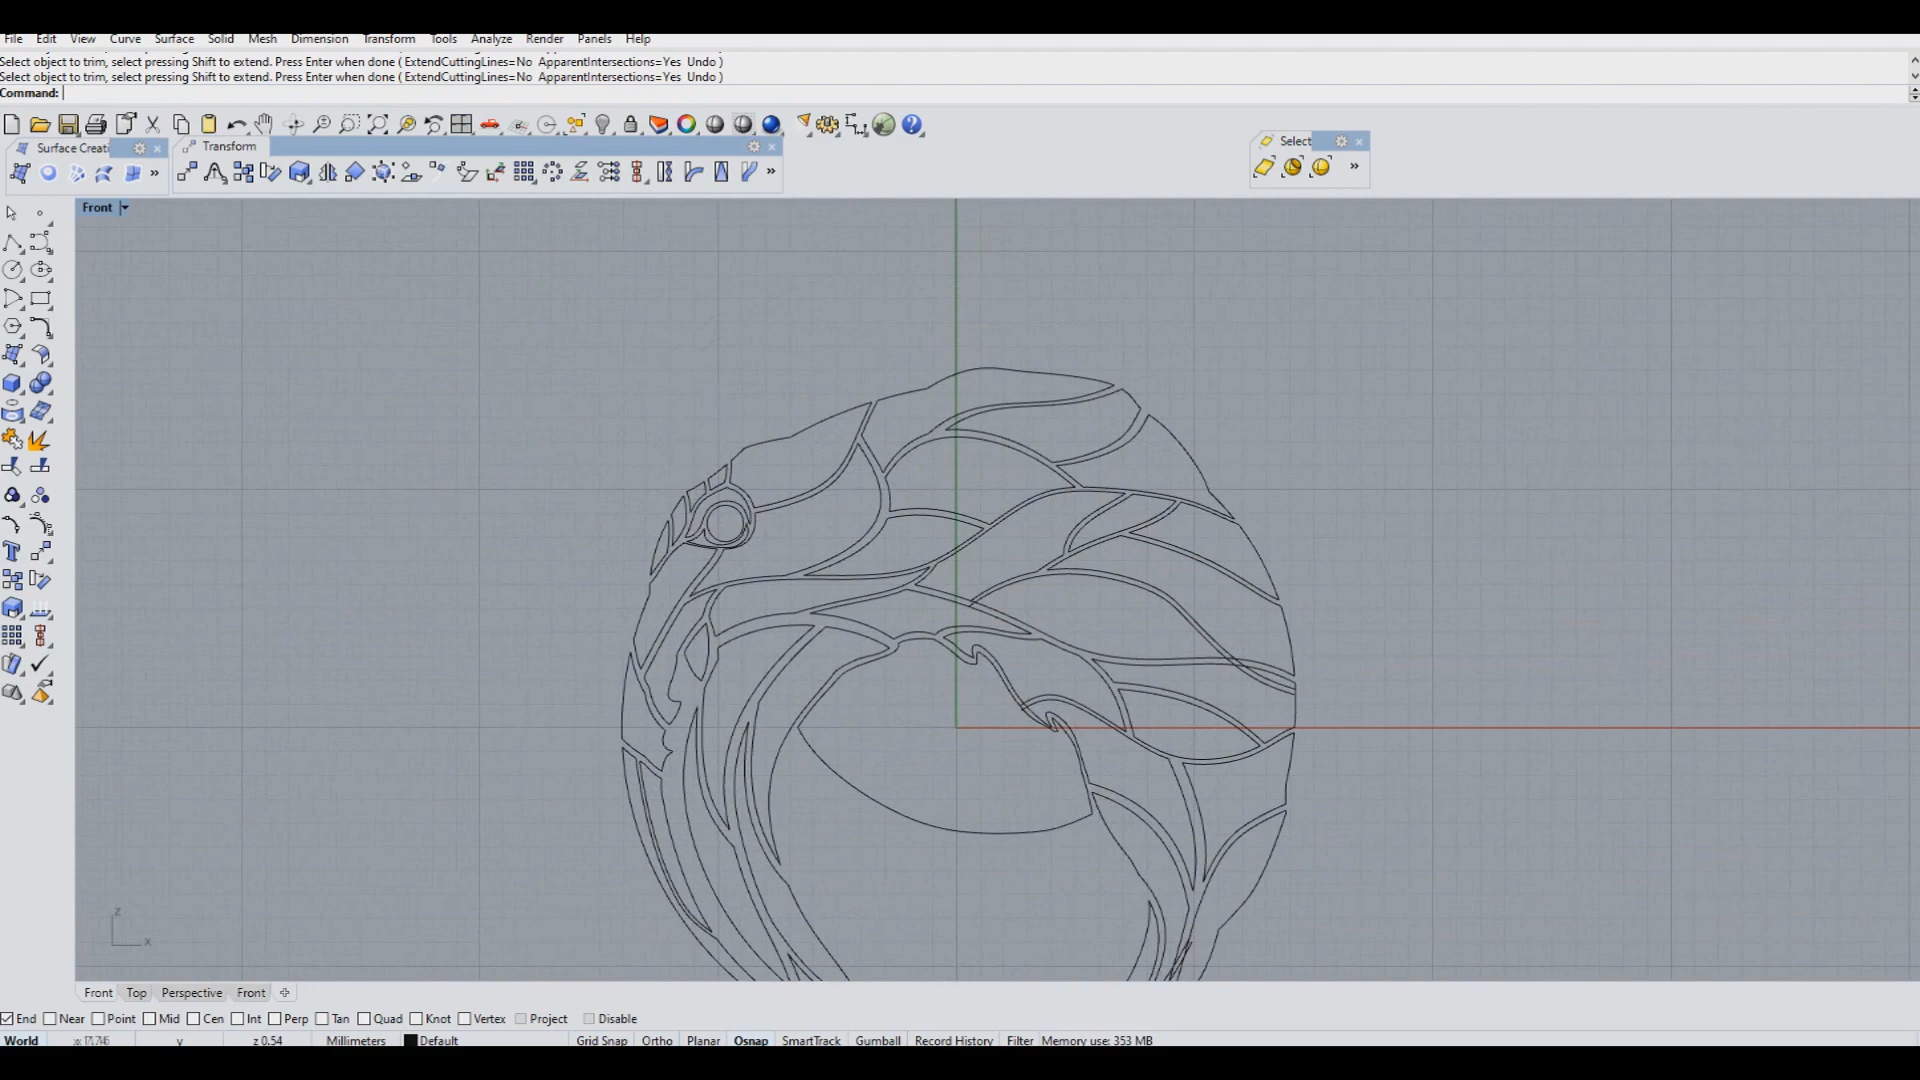 File Edit View Curve Surface Solid Mesh Dimension Transform Tools Analyze Render Panels Help
Select object to trim, select pressing Shift to extend. Press Enter when done ( ExtendCuttingLines=No ApparentIntersections=Yes Undo )
Select object to trim, select pressing Shift to extend. Press Enter when done ( ExtendCuttingLines=No ApparentIntersections=Yes Undo )
Command:
Surface Creati Transform Select
Front
z
x
Front Top Perspective Front
End Near Point Mid Cen Int Perp Tan Quad Knot Vertex Project Disable
World x y z 0.54 Millimeters Default Grid Snap Ortho Planar Osnap SmartTrack Gumball Record History Filter Memory use: 353 MB